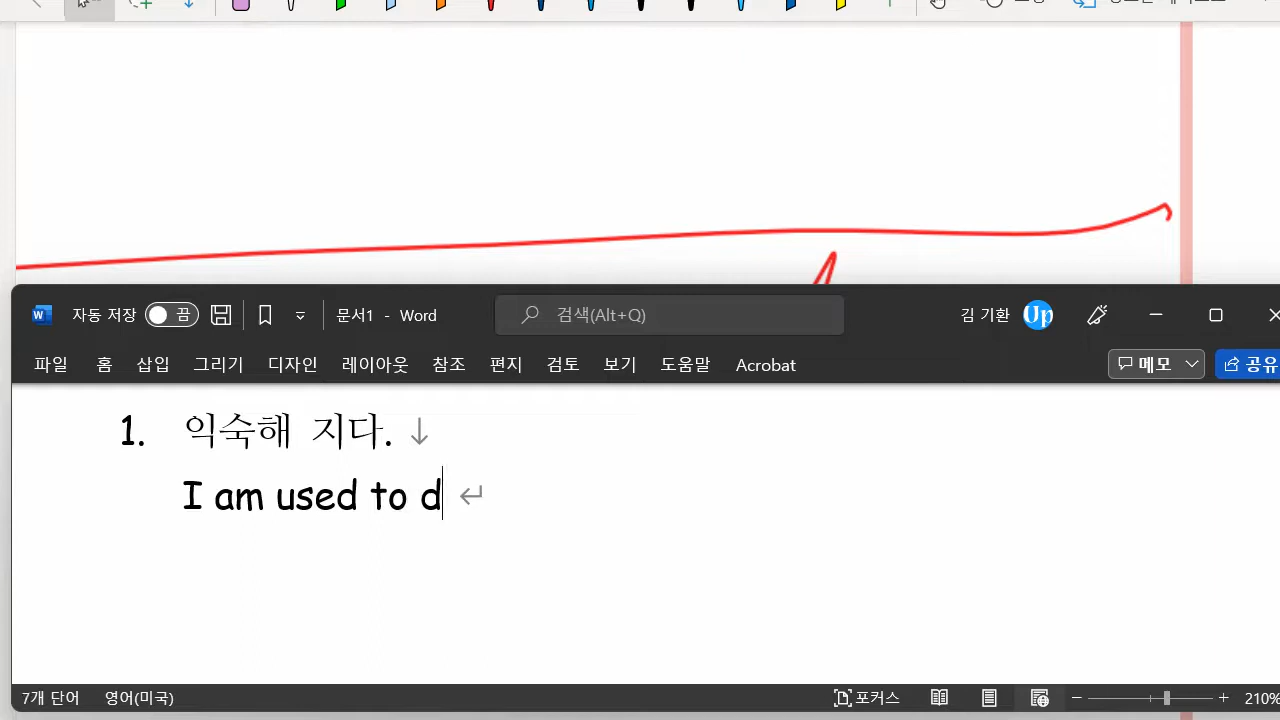 자동 저장 끔 문서1 - Word 검색(Alt+Q) 김 기환 Up
파일 홈 삽입 그리기 디자인 레이아웃 참조 편지 검토 보기 도움말 Acrobat 메모 공유
1. 익숙해 지다. ↓
I am used to d
7개 단어 영어(미국) 포커스 210%